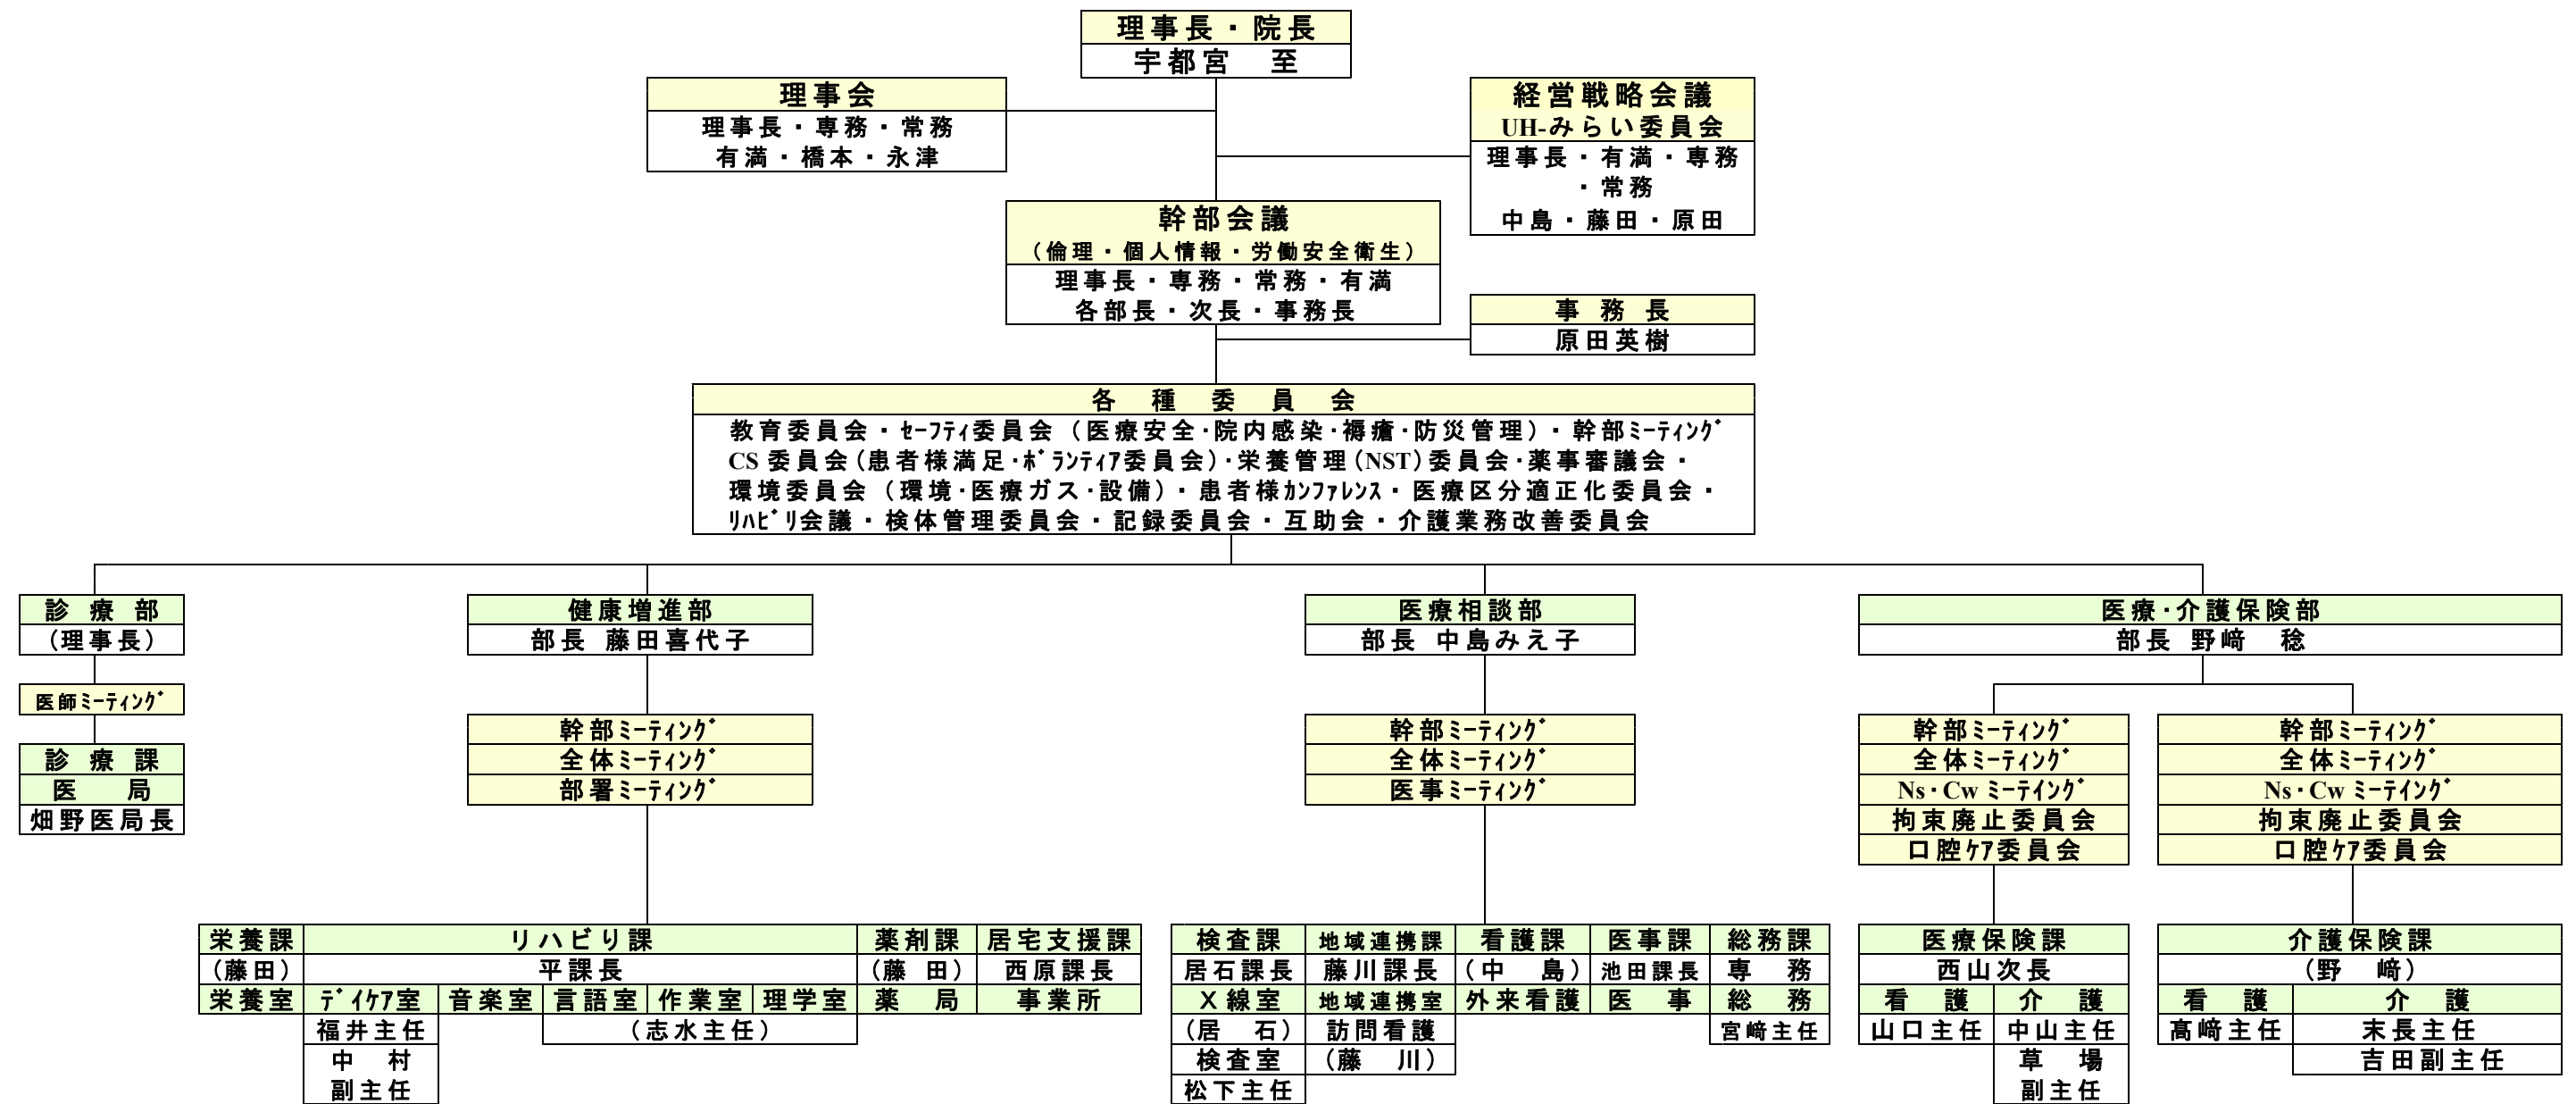 理事長・院長
宇都宮　至
理事会
理事長・専務・常務
有満・橋本・永津
経営戦略会議
UH-みらい委員会
理事長・有満・専務
・常務
中島・藤田・原田
幹部会議
（倫理・個人情報・労働安全衛生）
理事長・専務・常務・有満
各部長・次長・事務長
事務長
原田英樹
各種委員会
教育委員会・ｾｰﾌﾃｨ委員会（医療安全･院内感染･褥瘡･防災管理）・幹部ﾐｰﾃｨﾝｸﾞ
CS委員会（患者様満足･ﾎﾞﾗﾝﾃｨｱ委員会）･栄養管理（NST）委員会･薬事審議会・
環境委員会（環境･医療ガス･設備）・患者様ｶﾝﾌｧﾚﾝｽ・医療区分適正化委員会・
ﾘﾊﾋﾞﾘ会議・検体管理委員会・記録委員会・互助会・介護業務改善委員会
診療部
（理事長）
医師ﾐｰﾃｨﾝｸﾞ
診療課
医　局
畑野医局長
健康増進部
部長 藤田喜代子
幹部ﾐｰﾃｨﾝｸﾞ
全体ﾐｰﾃｨﾝｸﾞ
部署ﾐｰﾃｨﾝｸﾞ
栄養課
（藤田）
栄養室
リハビり課
平課長
ﾃﾞｲｹｱ室
福井主任
中　村
副主任
音楽室
言語室
作業室
理学室
（志水主任）
薬剤課
（藤　田）
薬　局
居宅支援課
西原課長
事業所
医療相談部
部長 中島みえ子
幹部ﾐｰﾃｨﾝｸﾞ
全体ﾐｰﾃｨﾝｸﾞ
医事ﾐｰﾃｨﾝｸﾞ
検査課
居石課長
X線室
（居　石）
検査室
松下主任
地域連携課
藤川課長
地域連携室
訪問看護
（藤　川）
看護課
（中　島）
外来看護
医事課
池田課長
医　事
総務課
専　務
総　務
宮﨑主任
医療･介護保険部
部長 野﨑　稔
幹部ﾐｰﾃｨﾝｸﾞ
全体ﾐｰﾃｨﾝｸﾞ
Ns･Cwﾐｰﾃｲﾝｸﾞ
拘束廃止委員会
口腔ｹｱ委員会
医療保険課
西山次長
看　護
山口主任
介　護
中山主任
草　場
副主任
幹部ﾐｰﾃｨﾝｸﾞ
全体ﾐｰﾃｨﾝｸﾞ
Ns･Cwﾐｰﾃｲﾝｸﾞ
拘束廃止委員会
口腔ｹｱ委員会
介護保険課
（野　﨑）
看　護
髙﨑主任
介　護
末長主任
吉田副主任